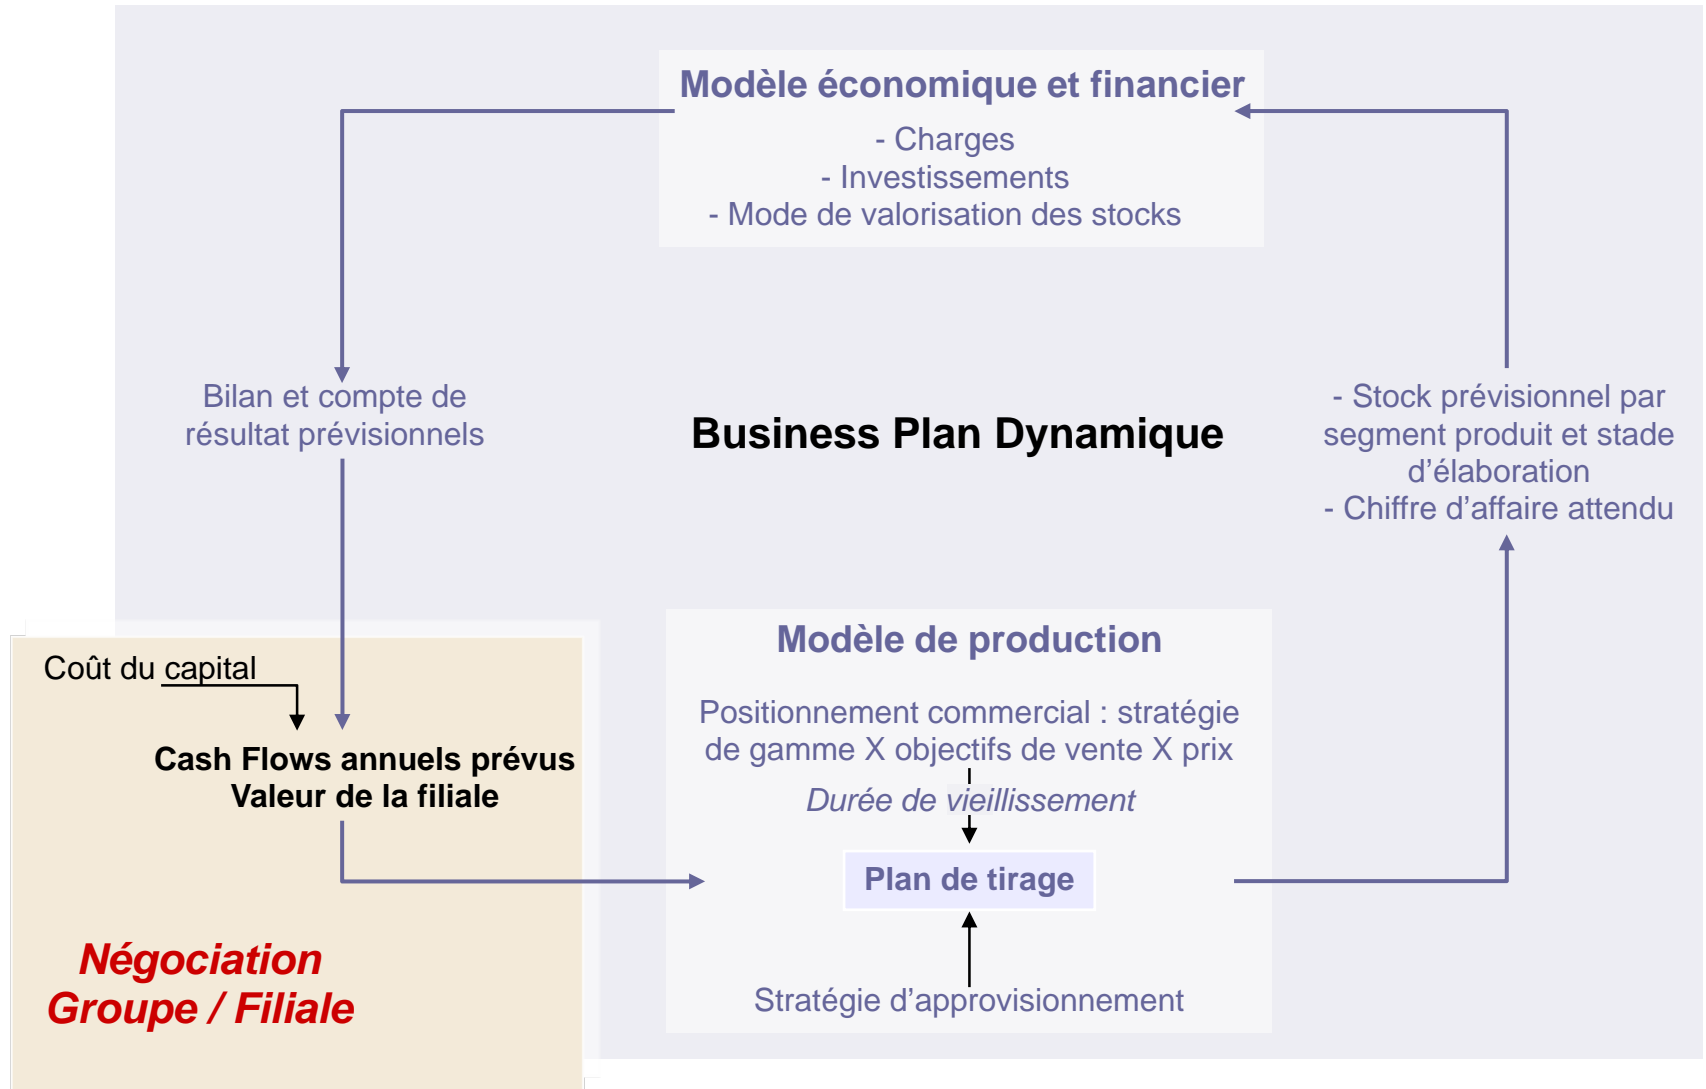 Modèle économique et financier
- Charges
- Investissements
- Mode de valorisation des stocks
Bilan et compte de
résultat prévisionnels
Business Plan Dynamique
- Stock prévisionnel par
segment produit et stade
d’élaboration
- Chiffre d’affaire attendu
Coût du capital
Cash Flows annuels prévus
Valeur de la filiale
Négociation
Groupe / Filiale
Modèle de production
Positionnement commercial : stratégie
de gamme X objectifs de vente X prix
Durée de vieillissement
Plan de tirage
Stratégie d’approvisionnement